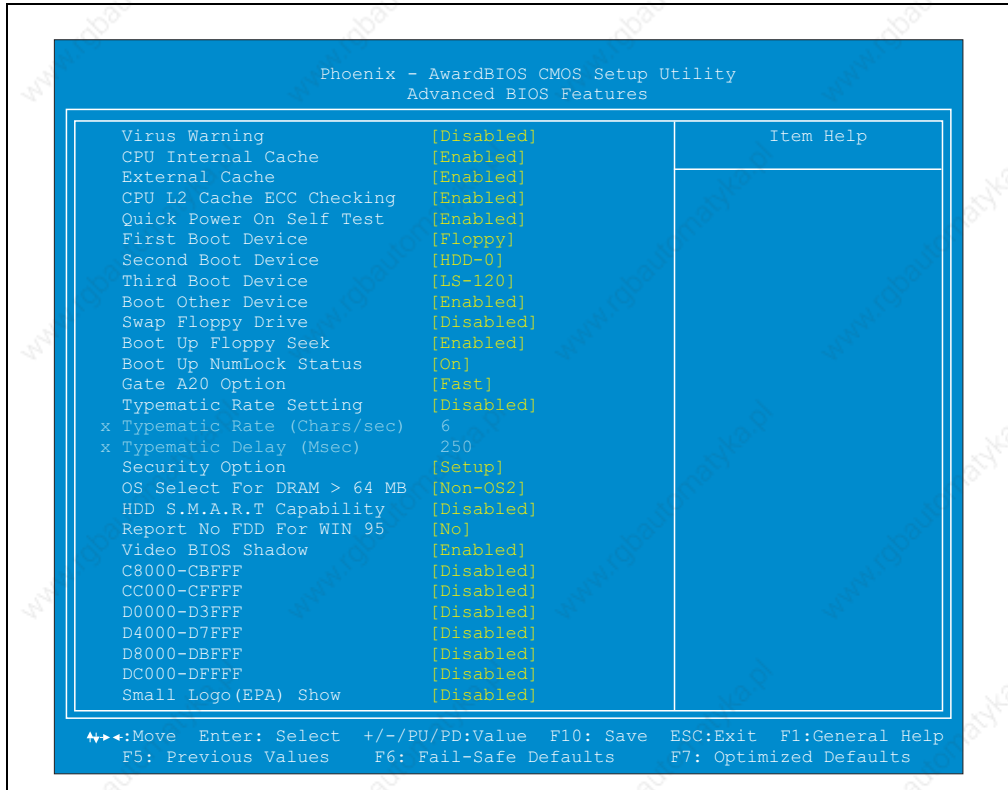 Phoenix - AwardBIOS CMOS Setup Utility
Advanced BIOS Features
Virus Warning [Disabled] Item Help
CPU Internal Cache [Enabled]
External Cache [Enabled]
CPU L2 Cache ECC Checking [Enabled]
Quick Power On Self Test [Enabled]
First Boot Device [Floppy]
Second Boot Device [HDD-0]
Third Boot Device [LS-120]
Boot Other Device [Enabled]
Swap Floppy Drive [Disabled]
Boot Up Floppy Seek [Enabled]
Boot Up NumLock Status [On]
Gate A20 Option [Fast]
Typematic Rate Setting [Disabled]
x Typematic Rate (Chars/sec) 6
x Typematic Delay (Msec) 250
Security Option [Setup]
OS Select For DRAM > 64 MB [Non-OS2]
HDD S.M.A.R.T Capability [Disabled]
Report No FDD For WIN 95 [No]
Video BIOS Shadow [Enabled]
C8000-CBFFF [Disabled]
CC000-CFFFF [Disabled]
D0000-D3FFF [Disabled]
D4000-D7FFF [Disabled]
D8000-DBFFF [Disabled]
DC000-DFFFF [Disabled]
Small Logo(EPA) Show [Disabled]
:Move Enter: Select +/-/PU/PD:Value F10: Save ESC:Exit F1:General Help
F5: Previous Values F6: Fail-Safe Defaults F7: Optimized Defaults
www.rgbautomatyka.pl